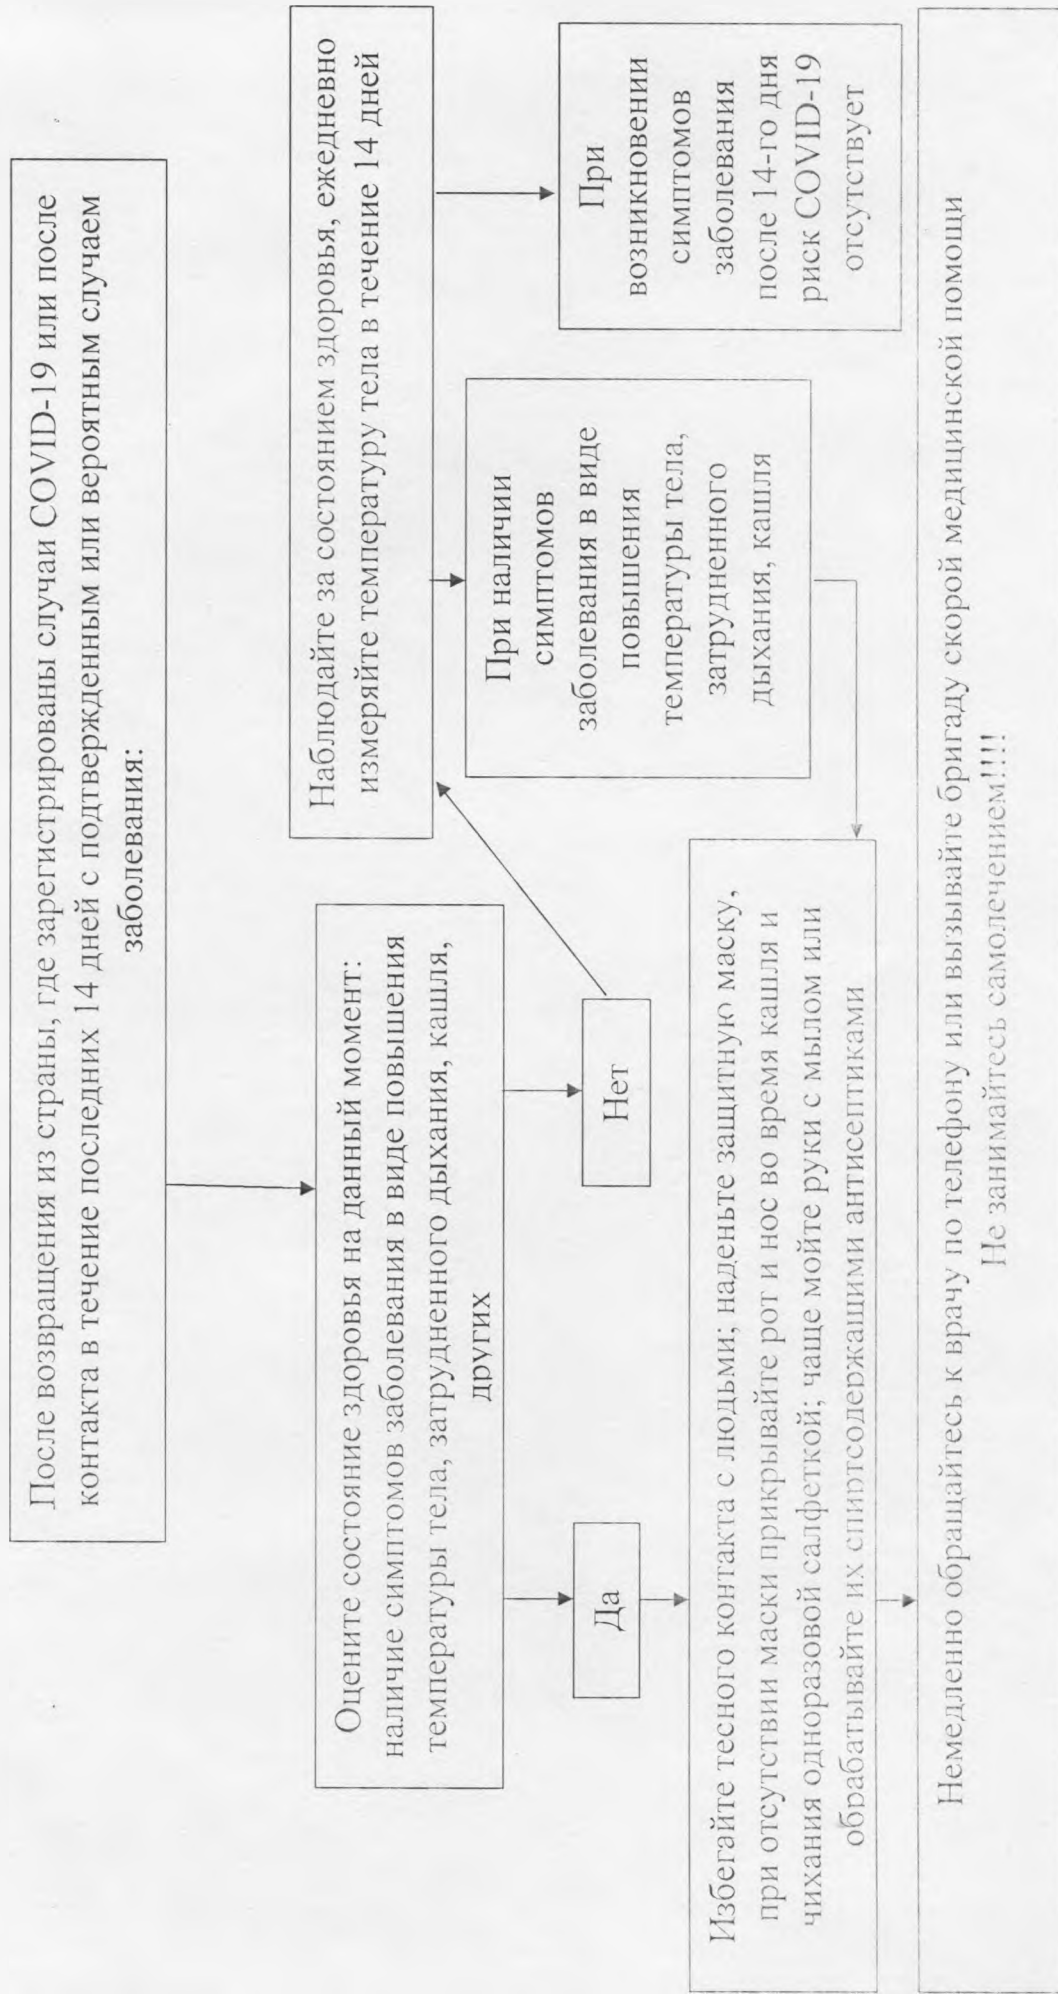 После возвращения из страны, где зарегистрированы случаи COVID-19 или после
контакта в течение последних 14 дней с подтвержденным или вероятным случаем
заболевания:
Оцените состояние здоровья на данный момент:
наличие симптомов заболевания в виде повышения
температуры тела, затрудненного дыхания, кашля,
других
Наблюдайте за состоянием здоровья, ежедневно
измеряйте температуру тела в течение 14 дней
Да
Нет
При наличии
симптомов
заболевания в виде
повышения
температуры тела,
затрудненного
дыхания, кашля
При
возникновении
симптомов
заболевания
после 14-го дня
риск COVID-19
отсутствует
Избегайте тесного контакта с людьми; наденьте защитную маску,
при отсутствии маски прикрывайте рот и нос во время кашля и
чихания одноразовой салфеткой; чаще мойте руки с мылом или
обрабатывайте их спиртсодержащими антисептиками
Немедленно обращайтесь к врачу по телефону или вызывайте бригаду скорой медицинской помощи
Не занимайтесь самолечением!!!!